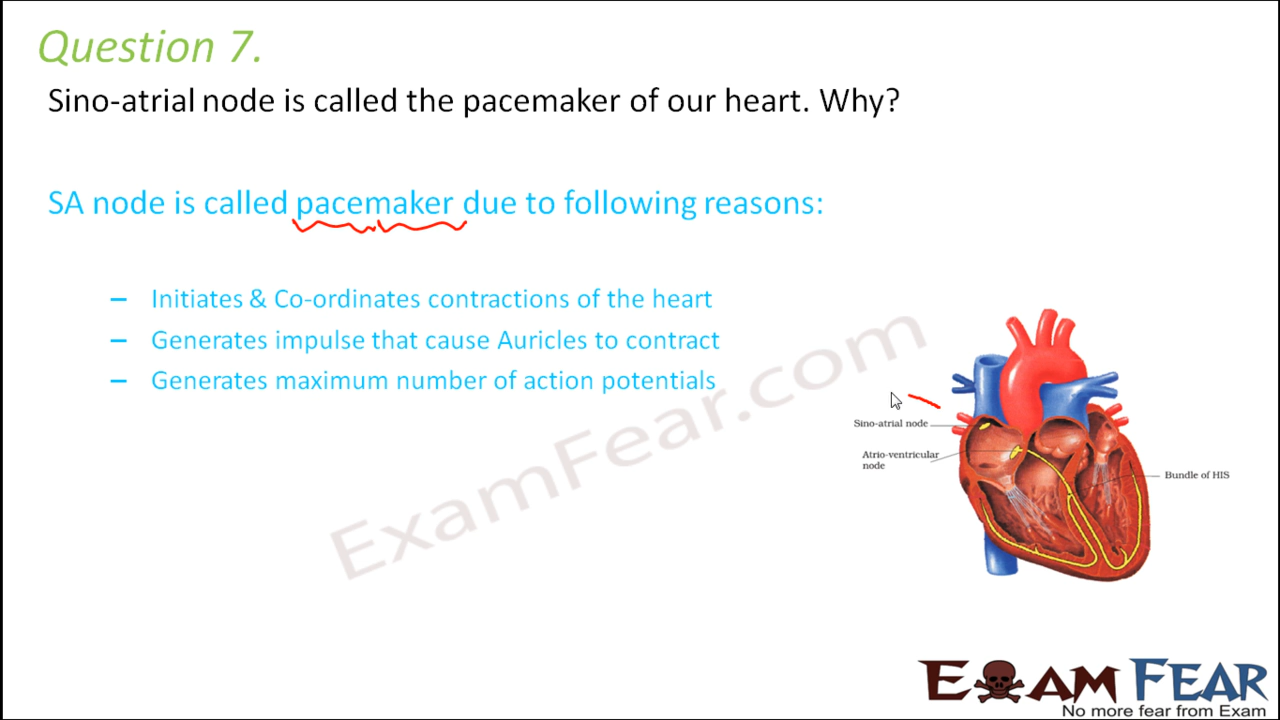 Question 7.
Sino-atrial node is called the pacemaker of our heart. Why?
SA node is called pacemaker due to following reasons:
– Initiates & Co-ordinates contractions of the heart
– Generates impulse that cause Auricles to contract
– Generates maximum number of action potentials
ExamFear.com
Sino-atrial node
Atrio-ventricular
node
Bundle of HIS
EXAM FEAR
No more fear from Exam